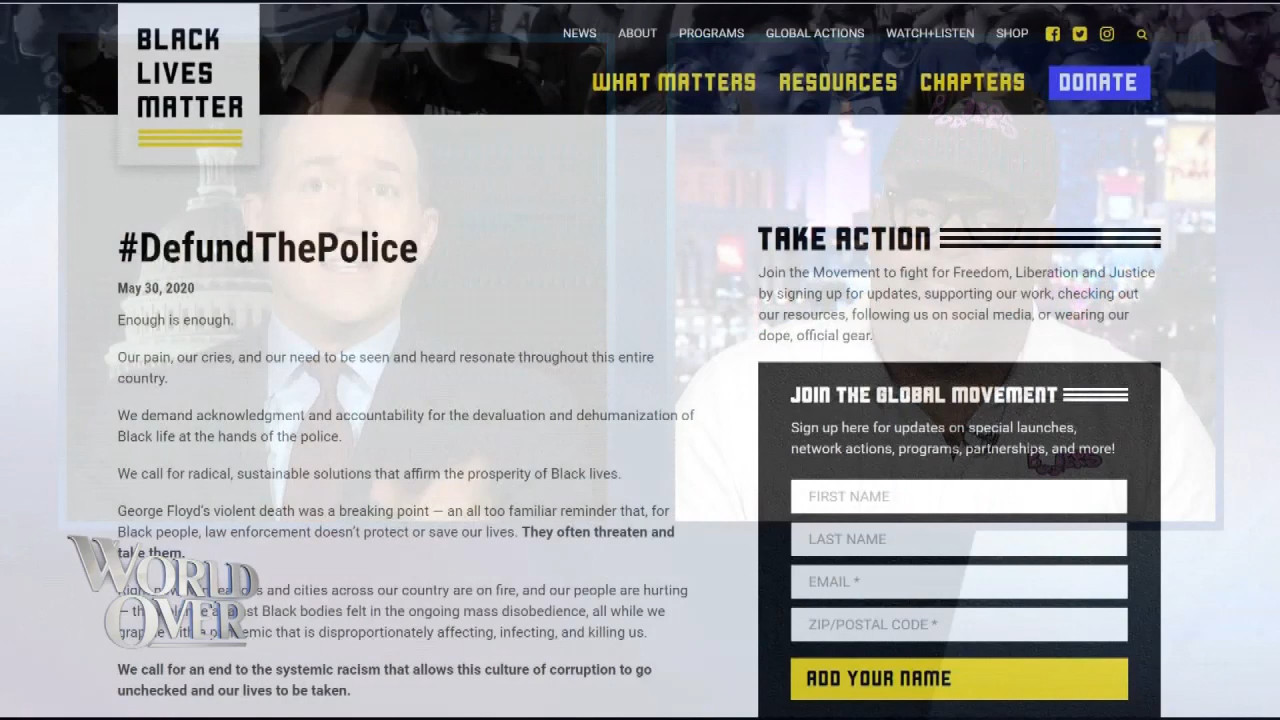 BLACK
LIVES
MATTER
NEWS ABOUT PROGRAMS GLOBAL ACTIONS WATCH+LISTEN SHOP
WHAT MATTERS RESOURCES CHAPTERS DONATE
#DefundThePolice
May 30, 2020
Enough is enough.
Our pain, our cries, and our need to be seen and heard resonate throughout this entire
country.
We demand acknowledgment and accountability for the devaluation and dehumanization of
Black life at the hands of the police.
We call for radical, sustainable solutions that affirm the prosperity of Black lives.
George Floyd's violent death was a breaking point — an all too familiar reminder that, for
Black people, law enforcement doesn't protect or save our lives. They often threaten and
take them.
and cities across our country are on fire, and our people are hurting
— the Black bodies felt in the ongoing mass disobedience, all while we
that is disproportionately affecting, infecting, and killing us.
We call for an end to the systemic racism that allows this culture of corruption to go
unchecked and our lives to be taken.
WORLD
OVER
TAKE ACTION
Join the Movement to fight for Freedom, Liberation and Justice
by signing up for updates, supporting our work, checking out
our resources, following us on social media, or wearing our
dope, official gear.
JOIN THE GLOBAL MOVEMENT
Sign up here for updates on special launches,
network actions, programs, partnerships, and more!
FIRST NAME
LAST NAME
EMAIL *
ZIP/POSTAL CODE *
ADD YOUR NAME